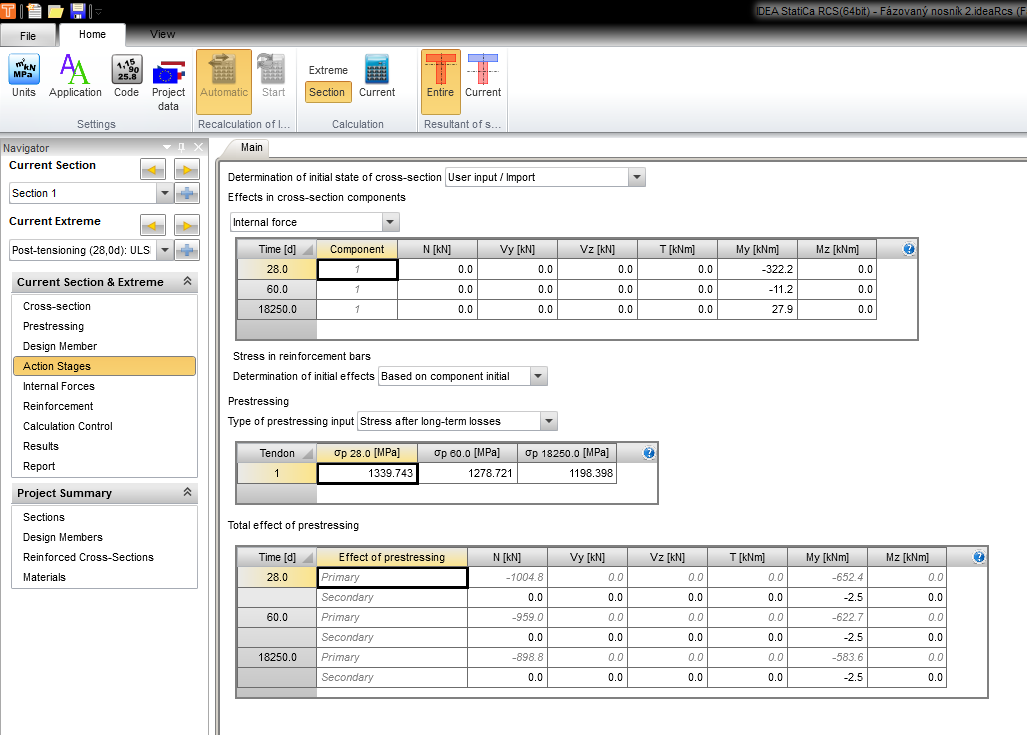 IDEA StatiCa RCS(64bit) - Fázovaný nosník 2.ideaRcs (F
File Home View
m²kN MPa AA 1.15 90 25.8
Units Application Code Project data
Settings
Automatic Start
Recalculation of l...
Extreme
Section Current
Calculation
Entire Current
Resultant of s...
Navigator
Current Section
Section 1
Current Extreme
Post-tensioning (28,0d): ULS
Current Section & Extreme
Cross-section
Prestressing
Design Member
Action Stages
Internal Forces
Reinforcement
Calculation Control
Results
Report
Project Summary
Sections
Design Members
Reinforced Cross-Sections
Materials
Main
Determination of initial state of cross-section User input / Import
Effects in cross-section components
Internal force
Time [d] Component N [kN] Vy [kN] Vz [kN] T [kNm] My [kNm] Mz [kNm]
28.0 1 0.0 0.0 0.0 0.0 -322.2 0.0
60.0 1 0.0 0.0 0.0 0.0 -11.2 0.0
18250.0 1 0.0 0.0 0.0 0.0 27.9 0.0
Stress in reinforcement bars
Determination of initial effects Based on component initial
Prestressing
Type of prestressing input Stress after long-term losses
Tendon σp 28.0 [MPa] σp 60.0 [MPa] σp 18250.0 [MPa]
1 1339.743 1278.721 1198.398
Total effect of prestressing
Time [d] Effect of prestressing N [kN] Vy [kN] Vz [kN] T [kNm] My [kNm] Mz [kNm]
28.0 Primary -1004.8 0.0 0.0 0.0 -652.4 0.0
Secondary 0.0 0.0 0.0 0.0 -2.5 0.0
60.0 Primary -959.0 0.0 0.0 0.0 -622.7 0.0
Secondary 0.0 0.0 0.0 0.0 -2.5 0.0
18250.0 Primary -898.8 0.0 0.0 0.0 -583.6 0.0
Secondary 0.0 0.0 0.0 0.0 -2.5 0.0